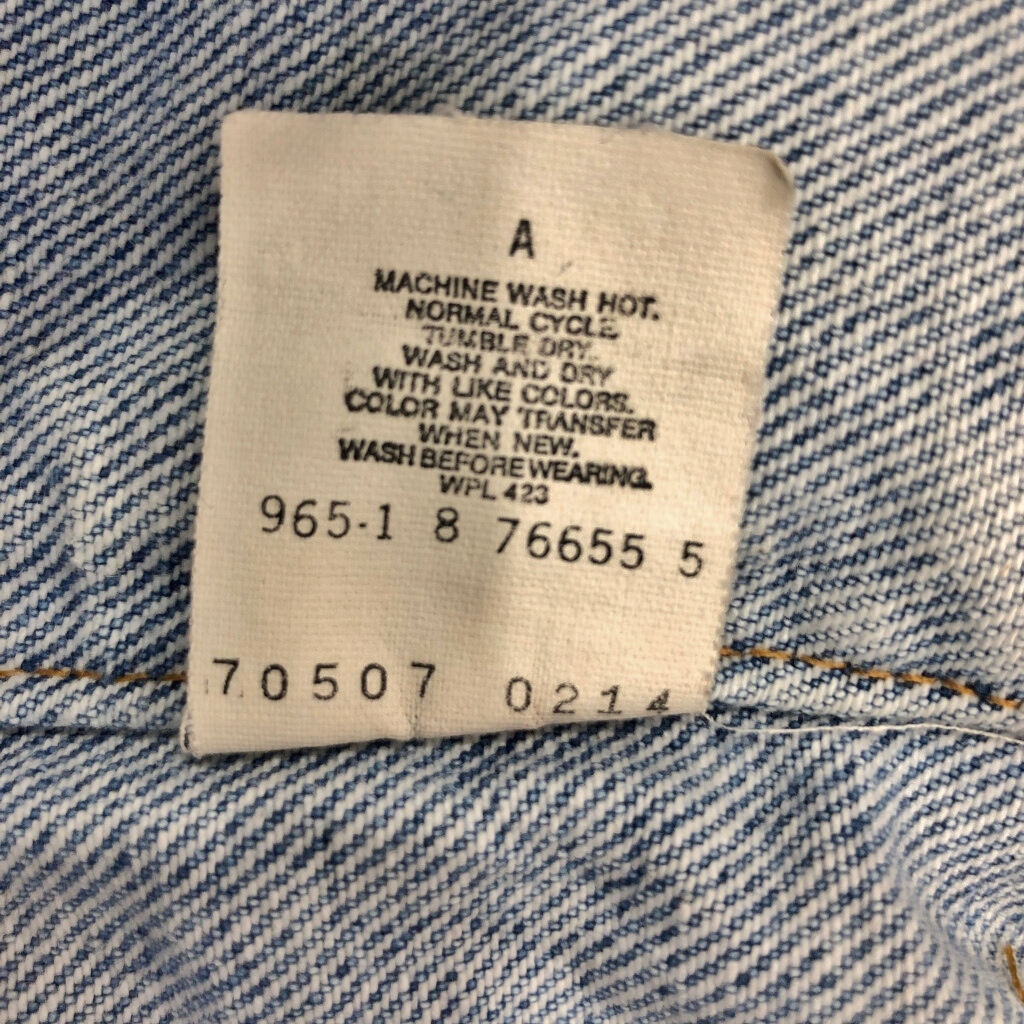 A
MACHINE WASH HOT.
NORMAL CYCLE.
TUMBLE DRY.
WASH AND DRY
WITH LIKE COLORS.
COLOR MAY TRANSFER
WHEN NEW.
WASH BEFORE WEARING.
WPL 423
965-1 8 76655 5
70507 0214